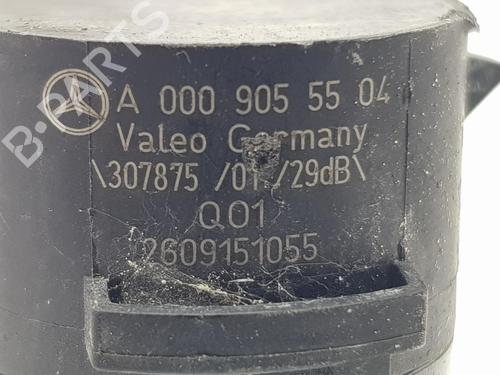 B-PARTS
A 000 905 55 04
Valeo Germany
\307875 /01 /29dB\
Q01
2609151055